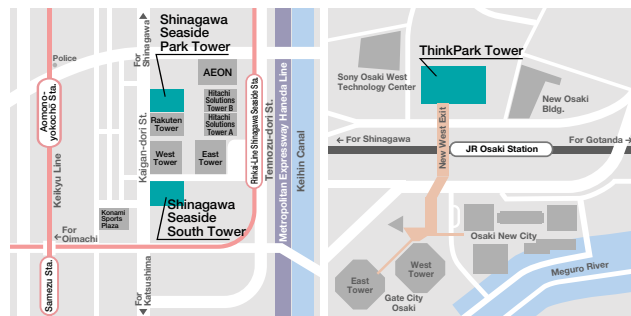 For
Shinagawa
Shinagawa
Seaside
Park Tower
Police
AEON
Aomono-
yokocho Sta.
Hitachi
Solutions
Tower B
Rakuten
Tower
Hitachi
Solutions
Tower A
West
Tower
East
Tower
Keikyu Line
Kaigan-dori St.
Rinkai-Line Shinagawa Seaside Sta.
Tennozu-dori St.
Metropolitan Expressway Haneda Line
Keihin Canal
Konami
Sports
Plaza
Shinagawa
Seaside
South Tower
←For
Oimachi
Samezu Sta.
For
Katsushima
ThinkPark Tower
Sony Osaki West
Technology Center
New Osaki
Bldg.
New West Exit
← For Shinagawa
For Gotanda →
JR Osaki Station
Osaki New City
West
Tower
East
Tower
Gate City
Osaki
Meguro River